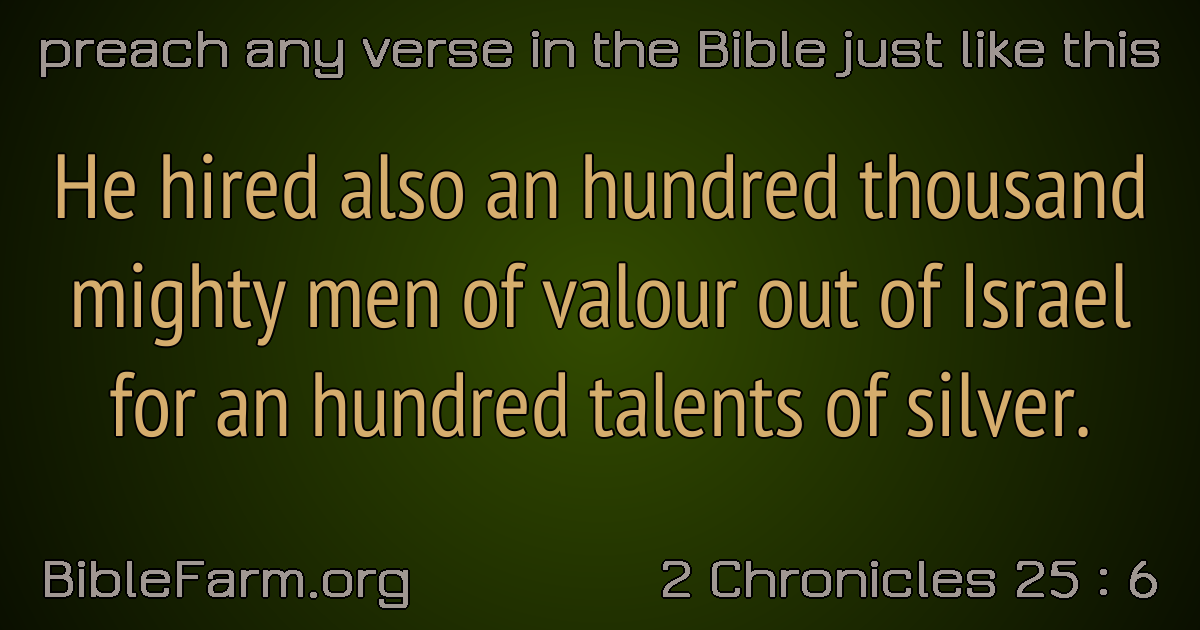 preach any verse in the Bible just like this
He hired also an hundred thousand
mighty men of valour out of Israel
for an hundred talents of silver.
BibleFarm.org
2 Chronicles 25 : 6